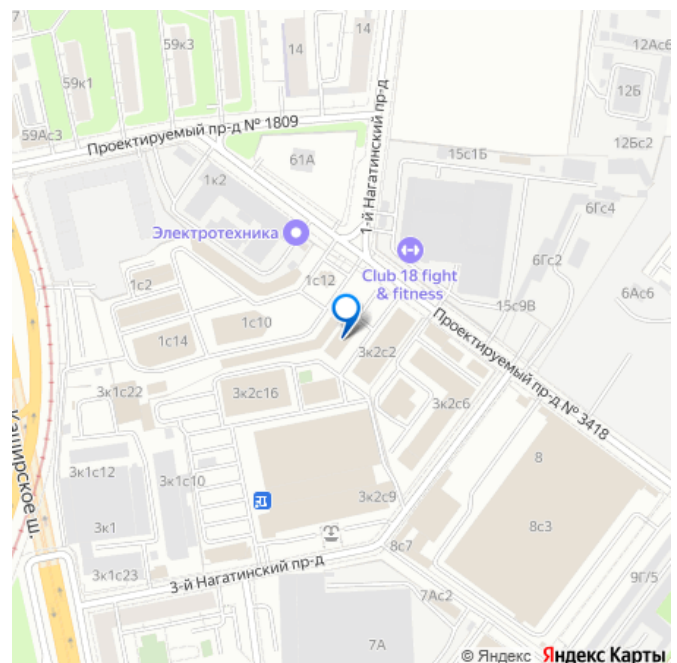 7
59к3
14
14
12Ас6
59к1
12Б
59Ас3
Проектируемый пр-д № 1809
12Бс2
61А
15с1Б
1к2
1-й Нагатинский пр-д
6Гс4
Электротехника
Club 18 fight
& fitness
6Гс2
1с2
1с12
6Ас6
15с9В
1с10
1с14
Проектируемый пр-д № 3418
3к2с2
3к1с22
3к2с16
3к2с6
Каширское ш.
3к1с12
3к1с10
8
3к2с9
3к1
8с3
8с7
3к1с23
3-й Нагатинский пр-д
9Г/5
7Ас2
7А
© Яндекс Яндекс Карты